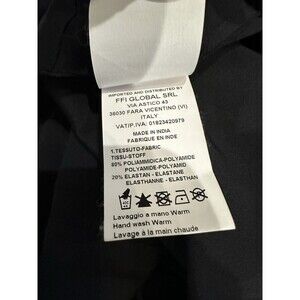 IMPORTED AND DISTRIBUTED BY
FFI GLOBAL SRL
VIA ASTICO 43
36030 FARA VICENTINO (VI)
ITALY
VAT/P.IVA: 01823420979
MADE IN INDIA
FABRIQUE EN INDE
1.TESSUTO-FABRIC
TISSU-STOFF
80% POLIAMMIDICA-POLYAMIDE
POLYAMIDE-POLYAMID
20% ELASTAN - ELASTANE
ELASTHANNE - ELASTHAN
Lavaggio a mano Warm
Hand wash Warm
Lavage à la main chaude